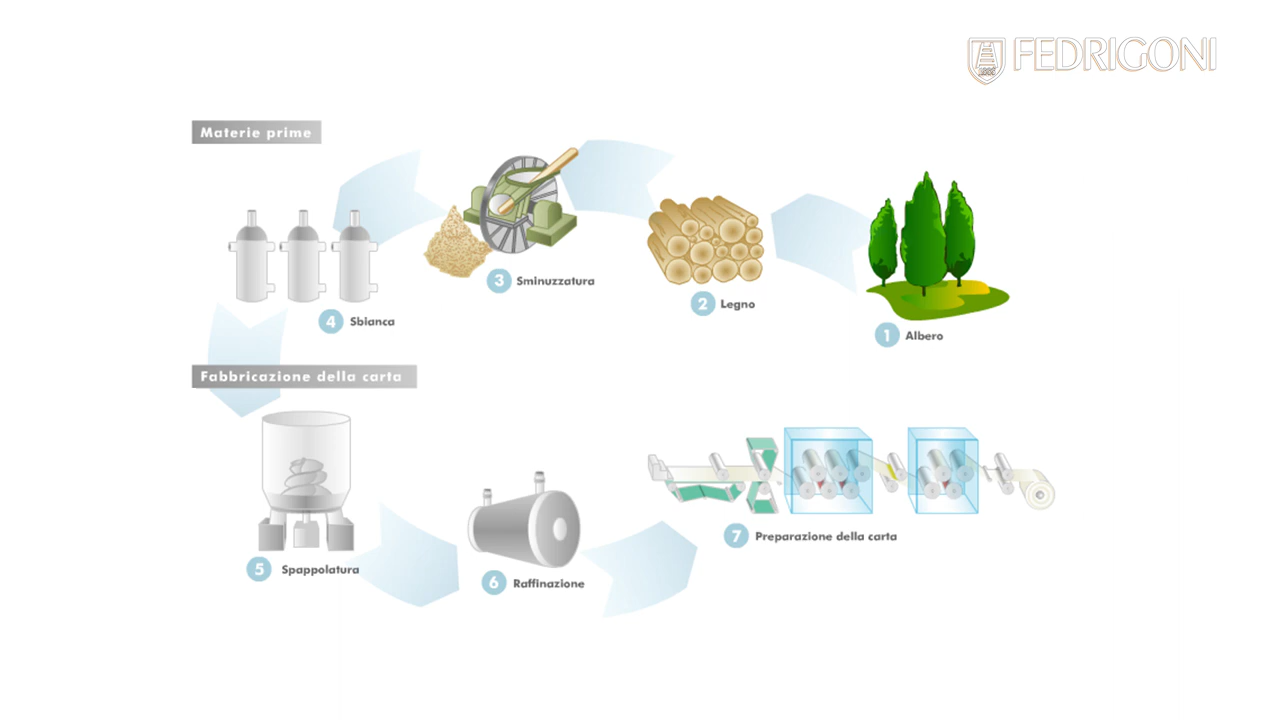 FEDRIGONI
1888
Materie prime
4 Sbianca
3 Sminuzzatura
2 Legno
1 Albero
Fabbricazione della carta
5 Spappolatura
6 Raffinazione
7 Preparazione della carta